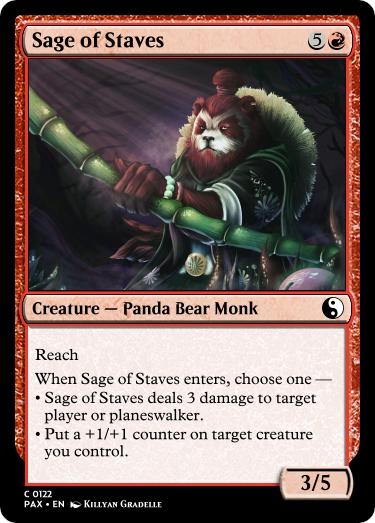 Sage of Staves 5
Creature — Panda Bear Monk
Reach
When Sage of Staves enters, choose one —
• Sage of Staves deals 3 damage to target
player or planeswalker.
• Put a +1/+1 counter on target creature
you control.
3/5
C 0122
PAX • EN Killyan Gradelle